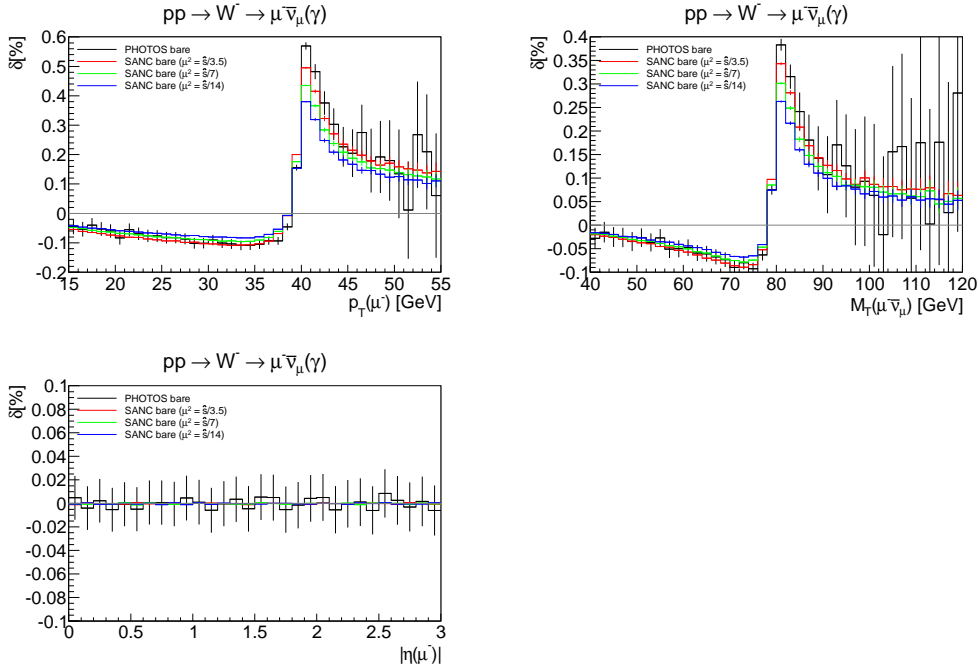 pp → W⁻ → μ⁻ν̅_μ(γ)
δ[%]
PHOTOS bare
SANC bare (μ² = ŝ/3.5)
SANC bare (μ² = ŝ/7)
SANC bare (μ² = ŝ/14)
0.6
0.5
0.4
0.3
0.2
0.1
0
-0.1
-0.2
15 20 25 30 35 40 45 50 55
p_T(μ⁻) [GeV]
pp → W⁻ → μ⁻ν̅_μ(γ)
δ[%]
PHOTOS bare
SANC bare (μ² = ŝ/3.5)
SANC bare (μ² = ŝ/7)
SANC bare (μ² = ŝ/14)
0.4
0.35
0.3
0.25
0.2
0.15
0.1
0.05
0
-0.05
-0.1
40 50 60 70 80 90 100 110 120
M_T(μ⁻ν̅_μ) [GeV]
pp → W⁻ → μ⁻ν̅_μ(γ)
δ[%]
PHOTOS bare
SANC bare (μ² = ŝ/3.5)
SANC bare (μ² = ŝ/7)
SANC bare (μ² = ŝ/14)
0.1
0.08
0.06
0.04
0.02
0
-0.02
-0.04
-0.06
-0.08
-0.1
0 0.5 1 1.5 2 2.5 3
|η(μ⁻)|